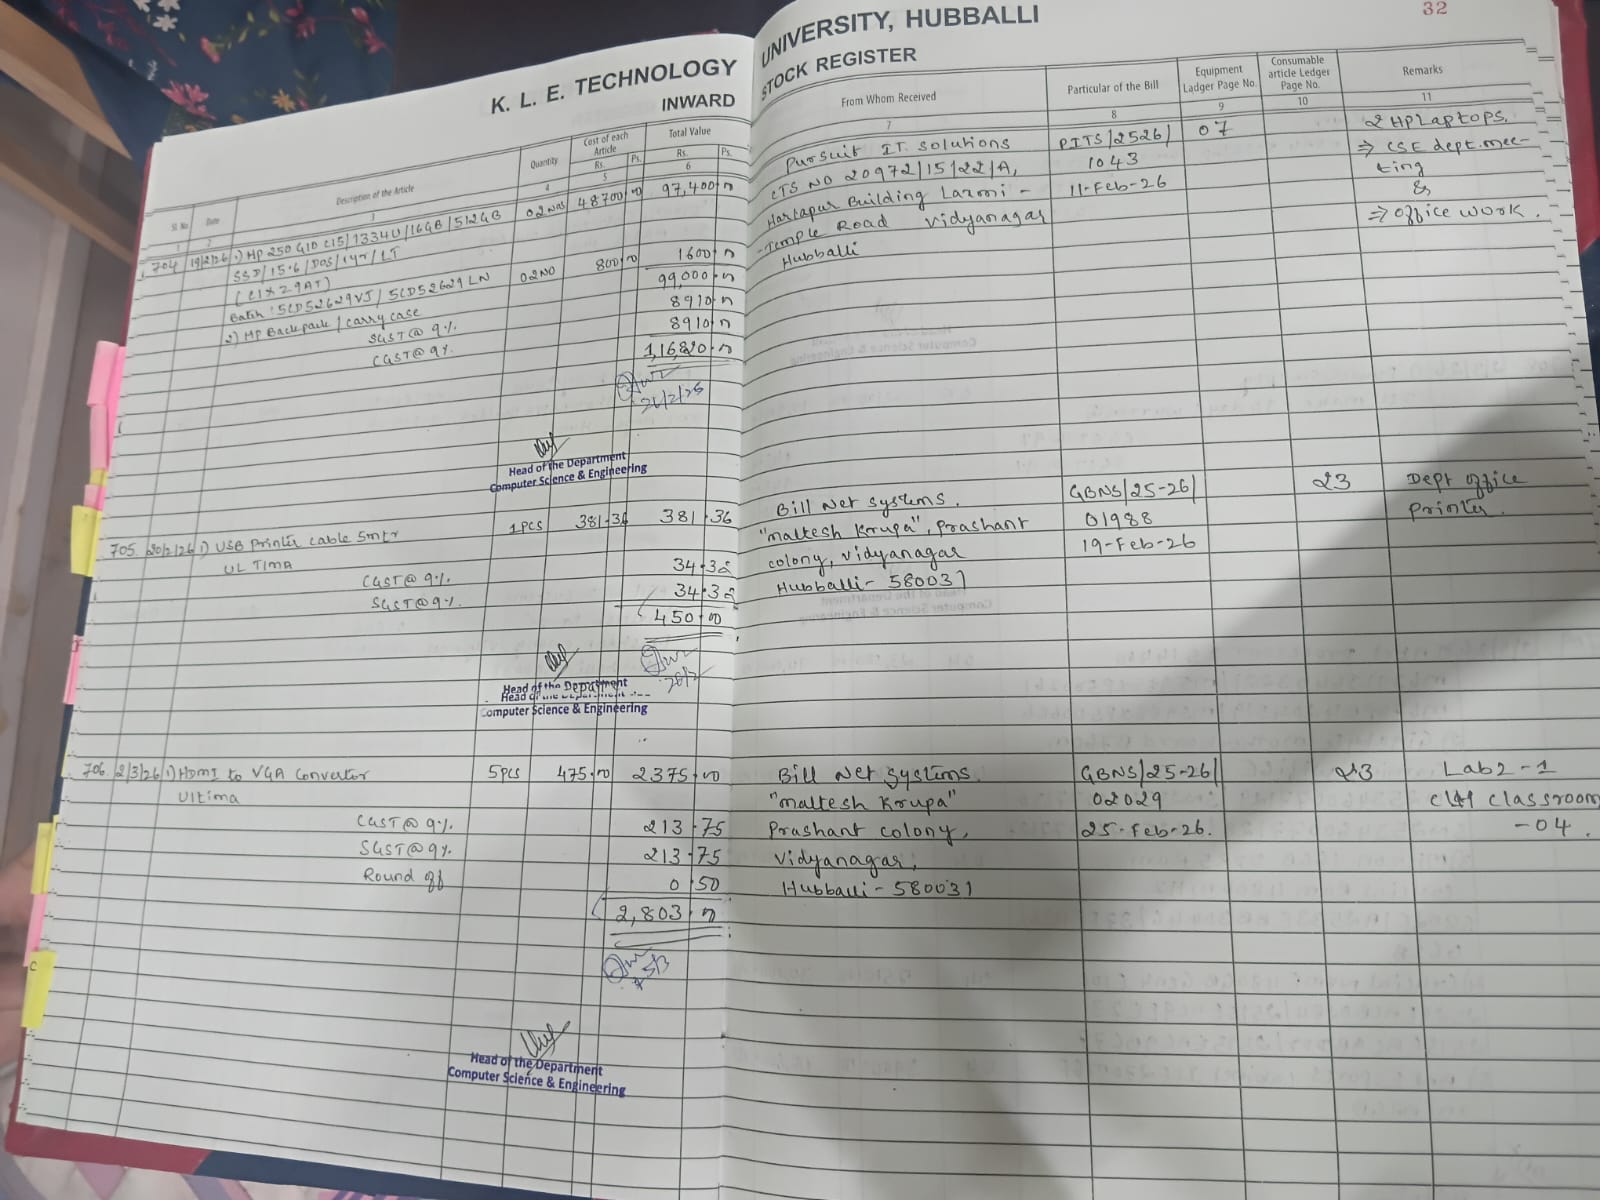 K. L. E. TECHNOLOGY UNIVERSITY, HUBBALLI
32
INWARD STOCK REGISTER
Sl. No. Date Description of the Article Quantity Cost of each Article Rs. Ps. Total Value Rs. Ps. From Whom Received Particular of the Bill Equipment Ledger Page No. Consumable article Ledger Page No. Remarks
1 2 3 4 5 6 7 8 9 10 11
704 19/2/26 1) HP 250 G10 C15/1334U/16GB/512GB 02Nos 48700.00 97,400.00 Pursuit IT Solutions PITS/2526/ 07 2 HP Laptops.
SSD/15.6/DOS/1yr/LT CTS NO 20972/15/22/A, 1043 ⇒ CSE dept. mee-
(C1XZ9AT) Harlapur Building Laxmi - 11-Feb-26 ting
Batch: 5CD52629VJ/5CD52629LN - Temple Road Vidyanagar &
2) HP Backpack/carry case 02NO 800.00 1600.00 Hubballi ⇒ office work.
99,000.00
SGST@ 9% 8910.00
CGST@ 9% 8910.00
1,16,820.00
26/2/26
Head of the Department
Computer Science & Engineering
705. 20/2/26 1) USB Printer cable 5mtr 1PCS 381.36 381.36 Bill Net Systems. GBNS/25-26/ 23 Dept office
ULTIMA "maltesh Krupa", Prashant 01988 Printer.
CGST@ 9% 34.32 colony, Vidyanagar 19-Feb-26
SGST@ 9% 34.32 Hubballi - 580031
450.00
Head of the Department
Computer Science & Engineering
706. 2/3/26 1) HDMI to VGA Convertor 5PCS 475.00 2375.00 Bill Net Systems. GBNS/25-26/ 23 Lab2-1
Ultima "maltesh Krupa" 02029 Classroom
CGST@ 9% 213.75 Prashant colony, 25-Feb-26. -04.
SGST@ 9% 213.75 Vidyanagar,
Round off 0.50 Hubballi - 580031
2,803.00
Head of the Department
Computer Science & Engineering